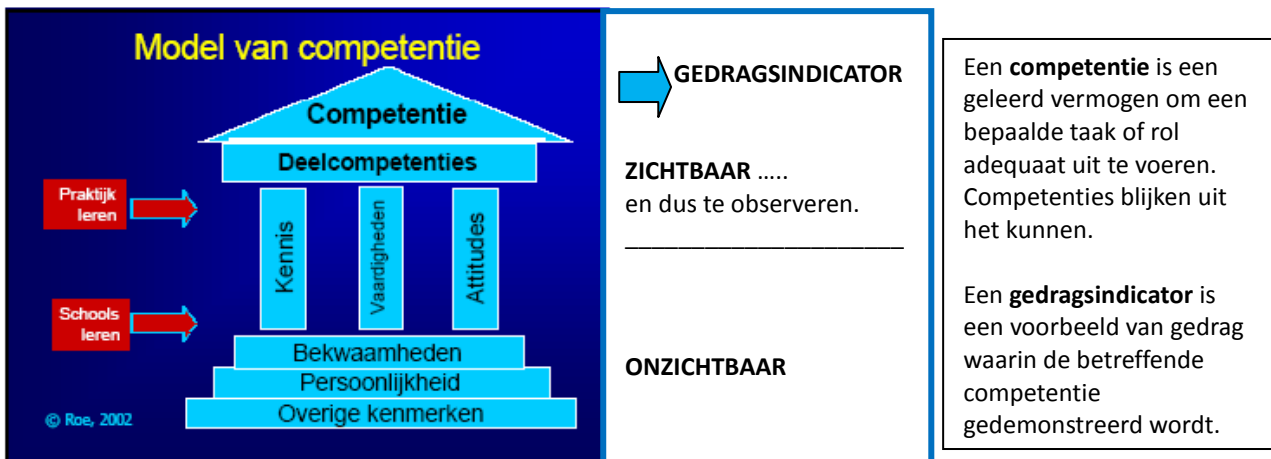 Model van competentie
Competentie
Deelcompetenties
Praktijk
leren
Kennis
Vaardigheden
Attitudes
Schools
leren
Bekwaamheden
Persoonlijkheid
Overige kenmerken
© Roe, 2002
GEDRAGSINDICATOR
ZICHTBAAR .....
en dus te observeren.
ONZICHTBAAR
Een competentie is een
geleerd vermogen om een
bepaalde taak of rol
adequaat uit te voeren.
Competenties blijken uit
het kunnen.
Een gedragsindicator is
een voorbeeld van gedrag
waarin de betreffende
competentie
gedemonstreerd wordt.